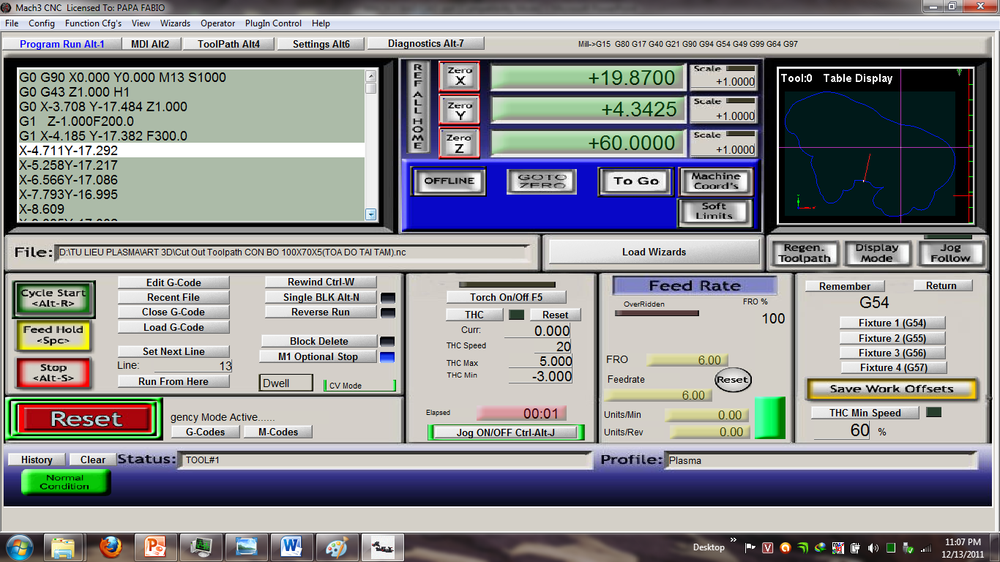 Mach3 CNC Licensed To: PAPA FABIO
File Config Function Cfg's View Wizards Operator PlugIn Control Help
Program Run Alt-1 MDI Alt2 ToolPath Alt4 Settings Alt6 Diagnostics Alt-7 Mill->G15 G80 G17 G40 G21 G90 G94 G54 G49 G99 G64 G97
G0 G90 X0.000 Y0.000 M13 S1000
G0 G43 Z1.000 H1
G0 X-3.708 Y-17.484 Z1.000
G1 Z-1.000F200.0
G1 X-4.185 Y-17.382 F300.0
X-4.711Y-17.292
X-5.258Y-17.217
X-6.566Y-17.086
X-7.793Y-16.995
X-8.609
REF ALL HOME
Zero X +19.8700 Scale +1.0000
Zero Y +4.3425 Scale +1.0000
Zero Z +60.0000 Scale +1.0000
OFFLINE GOTO ZERO To Go Machine Coord's
Soft Limits
Tool:0 Table Display
File: D:\TU LIEU PLASMA\ART 3D\Cut Out Toolpath CON BO 100X70X5(TOA DO TAI TAM).nc
Load Wizards
Regen. Toolpath Display Mode Jog Follow
Cycle Start <Alt-R>
Feed Hold <Spc>
Stop <Alt-S>
Edit G-Code
Recent File
Close G-Code
Load G-Code
Set Next Line
Line: 13
Run From Here
Rewind Ctrl-W
Single BLK Alt-N
Reverse Run
Block Delete
M1 Optional Stop
Dwell CV Mode
Reset
gency Mode Active......
G-Codes M-Codes
Torch On/Off F5
THC Reset
Curr: 0.000
THC Speed 20
THC Max 5.000
THC Min -3.000
Elapsed 00:01
Jog ON/OFF Ctrl-Alt-J
Feed Rate
OverRidden FRO %
100
FRO 6.00
Feedrate Reset
6.00
Units/Min 0.00
Units/Rev 0.00
Remember Return
G54
Fixture 1 (G54)
Fixture 2 (G55)
Fixture 3 (G56)
Fixture 4 (G57)
Save Work Offsets
THC Min Speed
60 %
History Clear Status: TOOL#1 Profile: Plasma
Normal Condition
Desktop
11:07 PM
12/13/2011